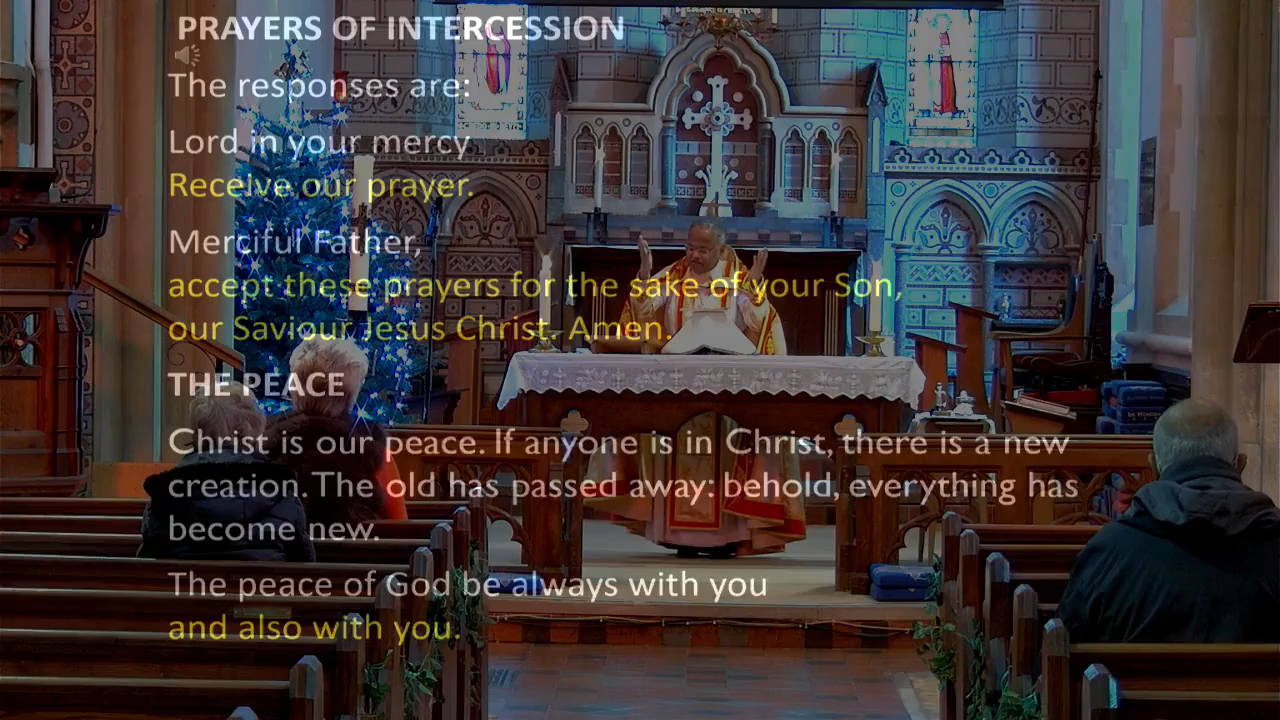 PRAYERS OF INTERCESSION
The responses are:
Lord in your mercy
Receive our prayer.
Merciful Father,
accept these prayers for the sake of your Son,
our Saviour Jesus Christ. Amen.
THE PEACE
Christ is our peace. If anyone is in Christ, there is a new
creation. The old has passed away: behold, everything has
become new.
The peace of God be always with you
and also with you.